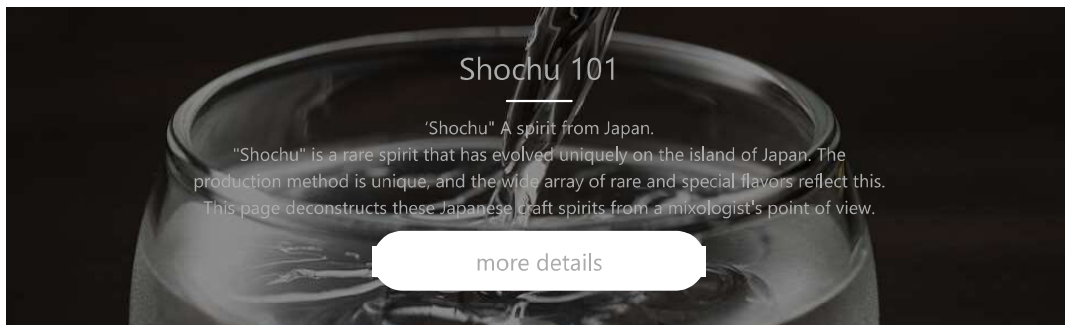 Shochu 101
‘Shochu" A spirit from Japan.
"Shochu" is a rare spirit that has evolved uniquely on the island of Japan. The
production method is unique, and the wide array of rare and special flavors reflect this.
This page deconstructs these Japanese craft spirits from a mixologist's point of view.
more details